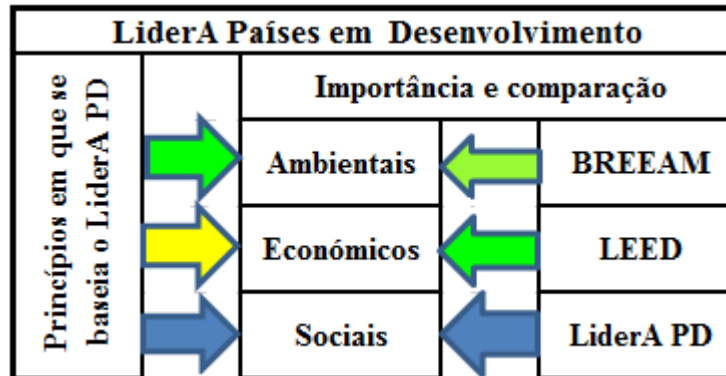 LiderA Países em Desenvolvimento
Princípios em que se
baseia o LiderA PD
Importância e comparação
Ambientais
BREEAM
Económicos
LEED
Sociais
LiderA PD